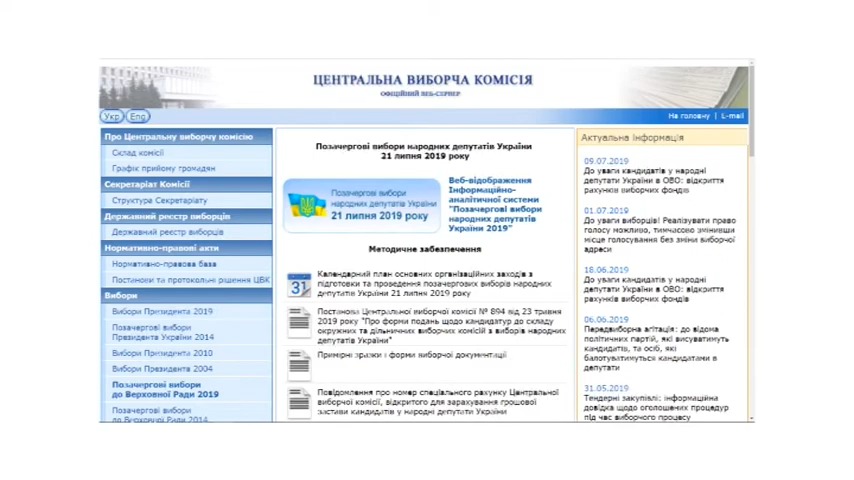 ЦЕНТРАЛЬНА ВИБОРЧА КОМІСІЯ
ОФІЦІЙНИЙ ВЕБ-СЕРВЕР
Укр Eng
На головну | E-mail
Про Центральну виборчу комісію
Склад комісії
Графік прийому громадян
Секретаріат Комісії
Структура Секретаріату
Державний реєстр виборців
Державний реєстр виборців
Нормативно-правові акти
Нормативно-правова база
Постанови та протокольні рішення ЦВК
Вибори
Вибори Президента 2019
Позачергові вибори
Президента України 2014
Вибори Президента 2010
Вибори Президента 2004
Позачергові вибори
до Верховної Ради 2019
Позачергові вибори
до Верховної Ради 2014
Позачергові вибори народних депутатів України
21 липня 2019 року
Позачергові вибори
народних депутатів України
21 липня 2019 року
Веб-відображення
Інформаційно-
аналітичної системи
"Позачергові вибори
народних депутатів
України 2019"
Методичне забезпечення
31
Календарний план основних організаційних заходів з
підготовки та проведення позачергових виборів народних
депутатів України 21 липня 2019 року
Постанова Центральної виборчої комісії № 894 від 23 травня
2019 року "Про форми подань щодо кандидатур до складу
окружних та дільничних виборчих комісій з виборів народних
депутатів України"
Примірні зразки і форми виборчої документації
Повідомлення про номер спеціального рахунку Центральної
виборчої комісії, відкритого для зарахування грошової
застави кандидатів у народні депутати України
Актуальна інформація
09.07.2019
До уваги кандидатів у народні
депутати України в ОВО: відкриття
рахунків виборчих фондів
01.07.2019
До уваги виборців! Реалізувати право
голосу можливо, тимчасово змінивши
місце голосування без зміни виборчої
адреси
18.06.2019
До уваги кандидатів у народні
депутати України в ОВО: відкриття
рахунків виборчих фондів
06.06.2019
Передвиборна агітація: до відома
політичних партій, які висуватимуть
кандидатів, та осіб, які
балотуватимуться кандидатами в
депутати
31.05.2019
Тендерні закупівлі: інформаційна
довідка щодо оголошених процедур
під час виборчого процесу